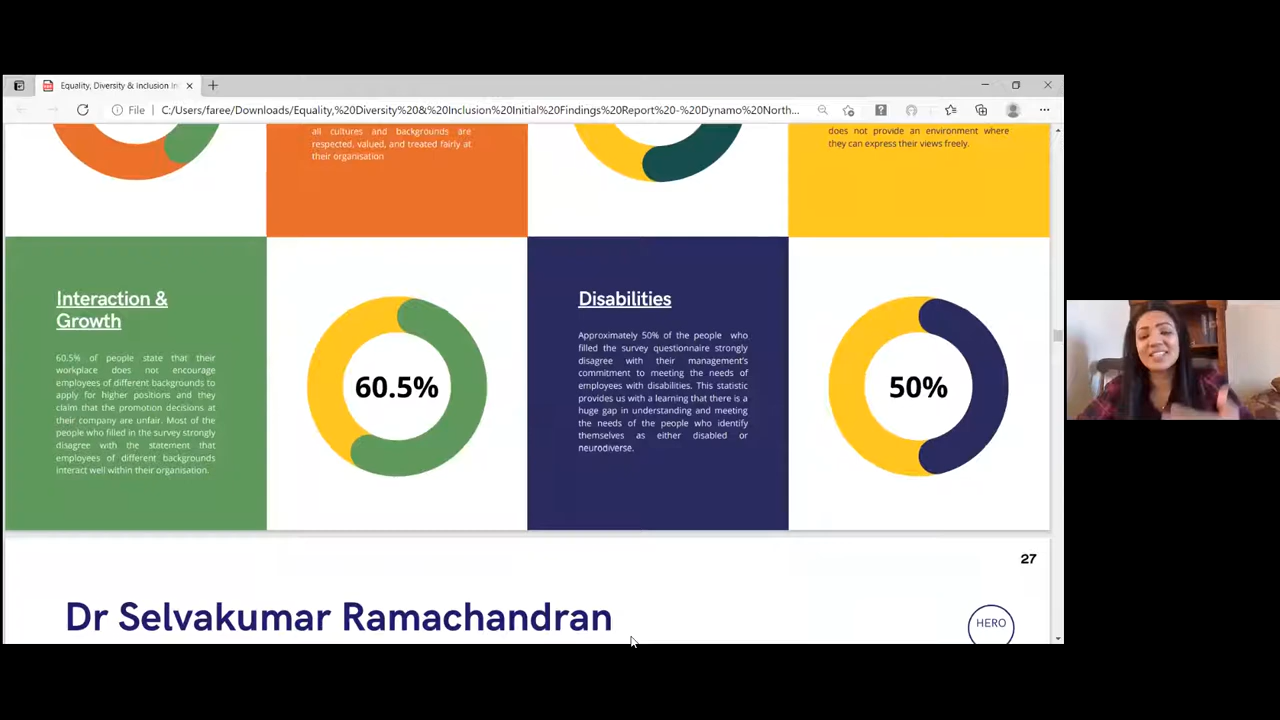 Equality, Diversity & Inclusion In
File
C:/Users/faree/Downloads/Equality,%20Diversity%20&%20Inclusion%20Initial%20Findings%20Report%20-%20Dynamo%20North...
all cultures and backgrounds are
respected, valued, and treated fairly at
their organisation
does not provide an environment where
they can express their views freely.
Interaction &
Growth
60.5% of people state that their
workplace does not encourage
employees of different backgrounds to
apply for higher positions and they
claim that the promotion decisions at
their company are unfair. Most of the
people who filled in the survey strongly
disagree with the statement that
employees of different backgrounds
interact well within their organisation.
60.5%
Disabilities
Approximately 50% of the people who
filled the survey questionnaire strongly
disagree with their management's
commitment to meeting the needs of
employees with disabilities. This statistic
provides us with a learning that there is a
huge gap in understanding and meeting
the needs of the people who identify
themselves as either disabled or
neurodiverse.
50%
27
Dr Selvakumar Ramachandran
HERO